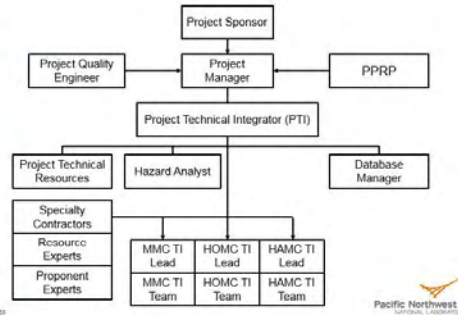 Project Sponsor
Project Quality
Engineer
Project
Manager
PPRP
Project Technical Integrator (PTI)
Project Technical
Resources
Hazard Analyst
Database
Manager
Specialty
Contractors
Resource
Experts
Proponent
Experts
MMC TI
Lead
HOMC TI
Lead
HAMC TI
Lead
MMC TI
Team
HOMC TI
Team
HAMC TI
Team
Pacific Northwest
NATIONAL LABORATORY